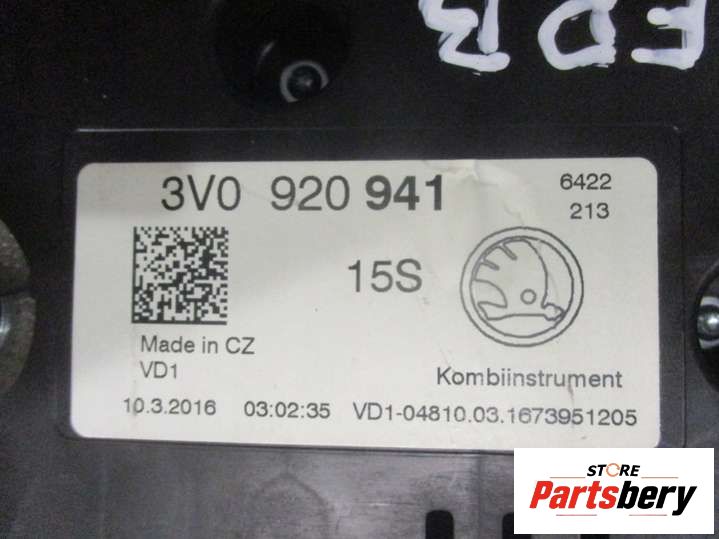 EDB
3V0 920 941
6422
213
15S
Made in CZ
VD1
Kombiinstrument
10.3.2016 03:02:35 VD1-04810.03.1673951205
STORE
Partsbery